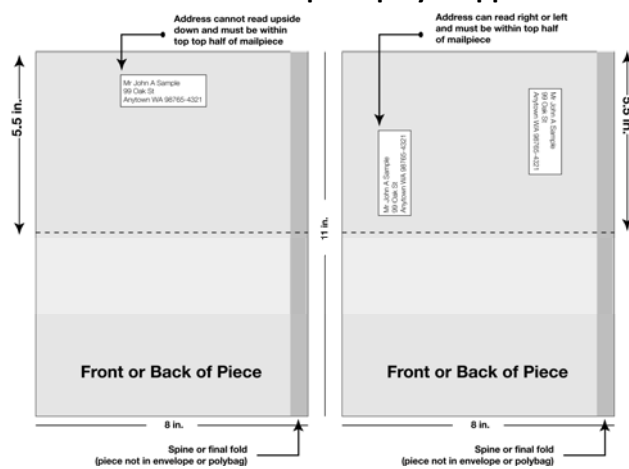 Address cannot read upside
down and must be within
top top half of mailpiece
Mr John A Sample
99 Oak St
Anytown WA 98765-4321
5.5 in.
Front or Back of Piece
8 in.
Spine or final fold
(piece not in envelope or polybag)
11 in.
Address can read right or left
and must be within top half
of mailpiece
Mr John A Sample
99 Oak St
Anytown WA 98765-4321
Mr John A Sample
99 Oak St
Anytown WA 98765-4321
5.5 in.
Front or Back of Piece
8 in.
Spine or final fold
(piece not in envelope or polybag)